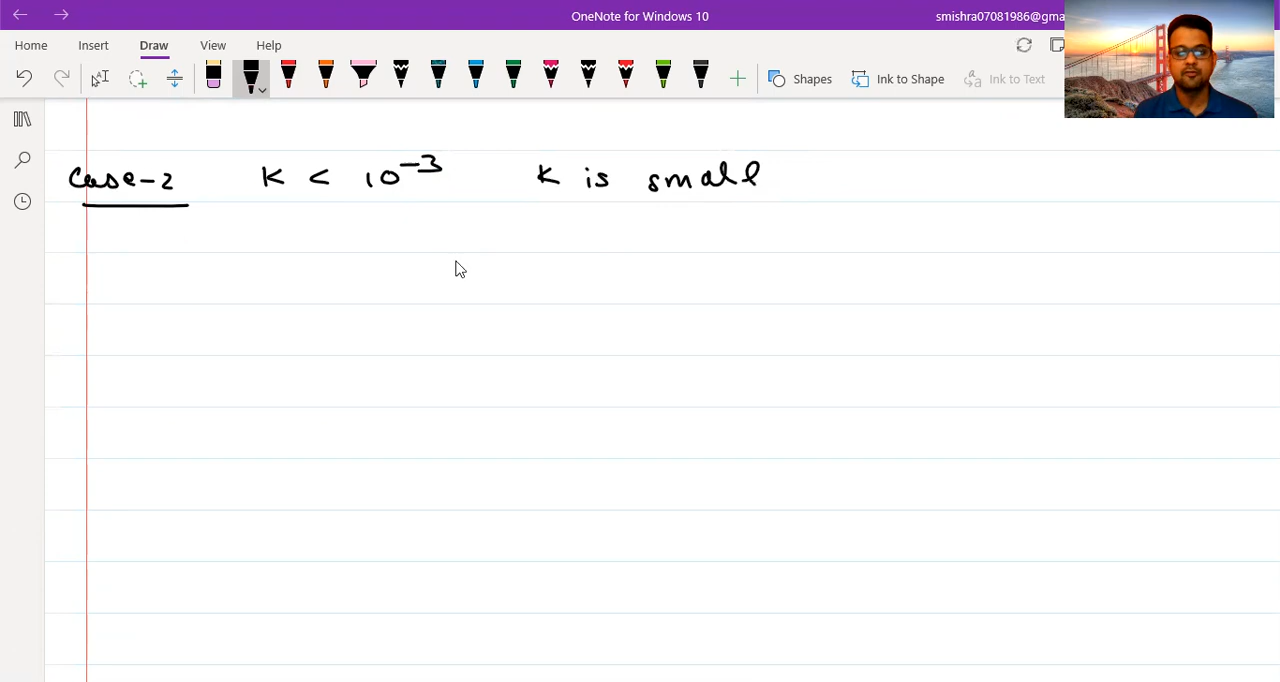 OneNote for Windows 10
smishra07081986@gma
Home Insert Draw View Help
Shapes Ink to Shape Ink to Text
Case-2 K < 10⁻³ K is small